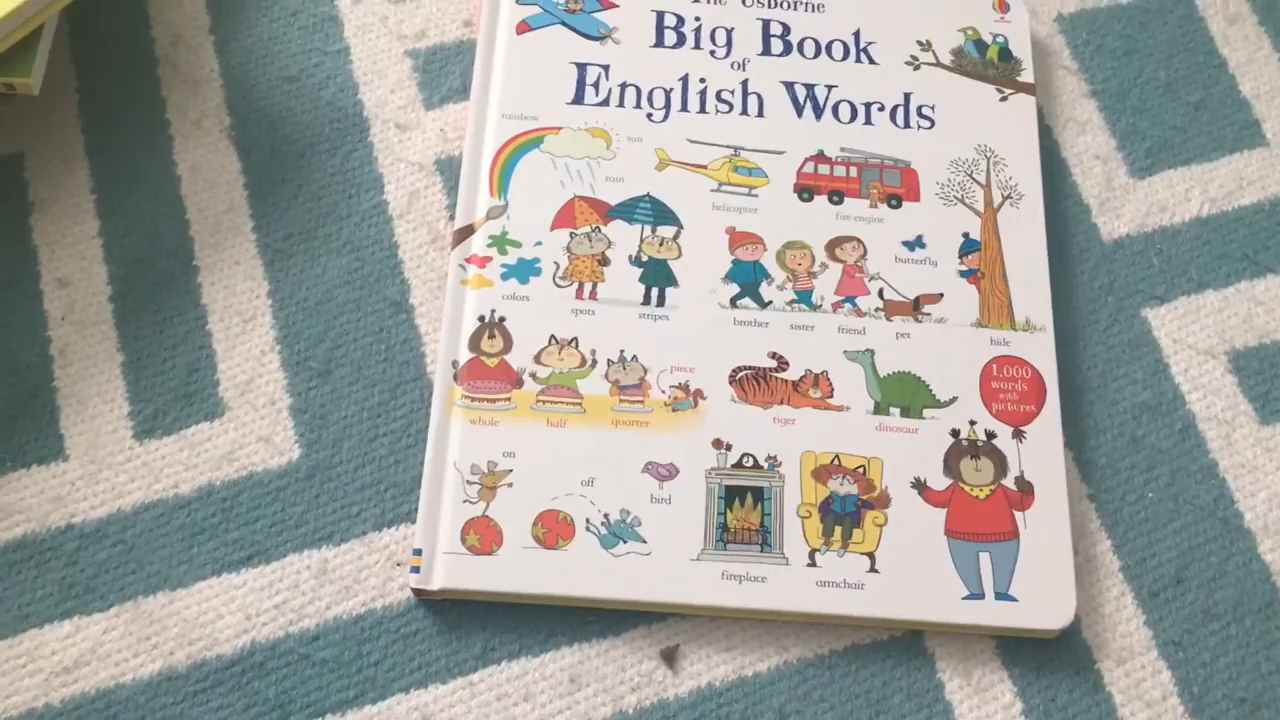 The Usborne
Big Book
of
English Words
rainbow
sun
rain
helicopter
fire engine
butterfly
colors
spots
stripes
brother
sister
friend
pet
hide
piece
1,000
words
with
pictures
whole
half
quarter
tiger
dinosaur
on
off
bird
fireplace
armchair